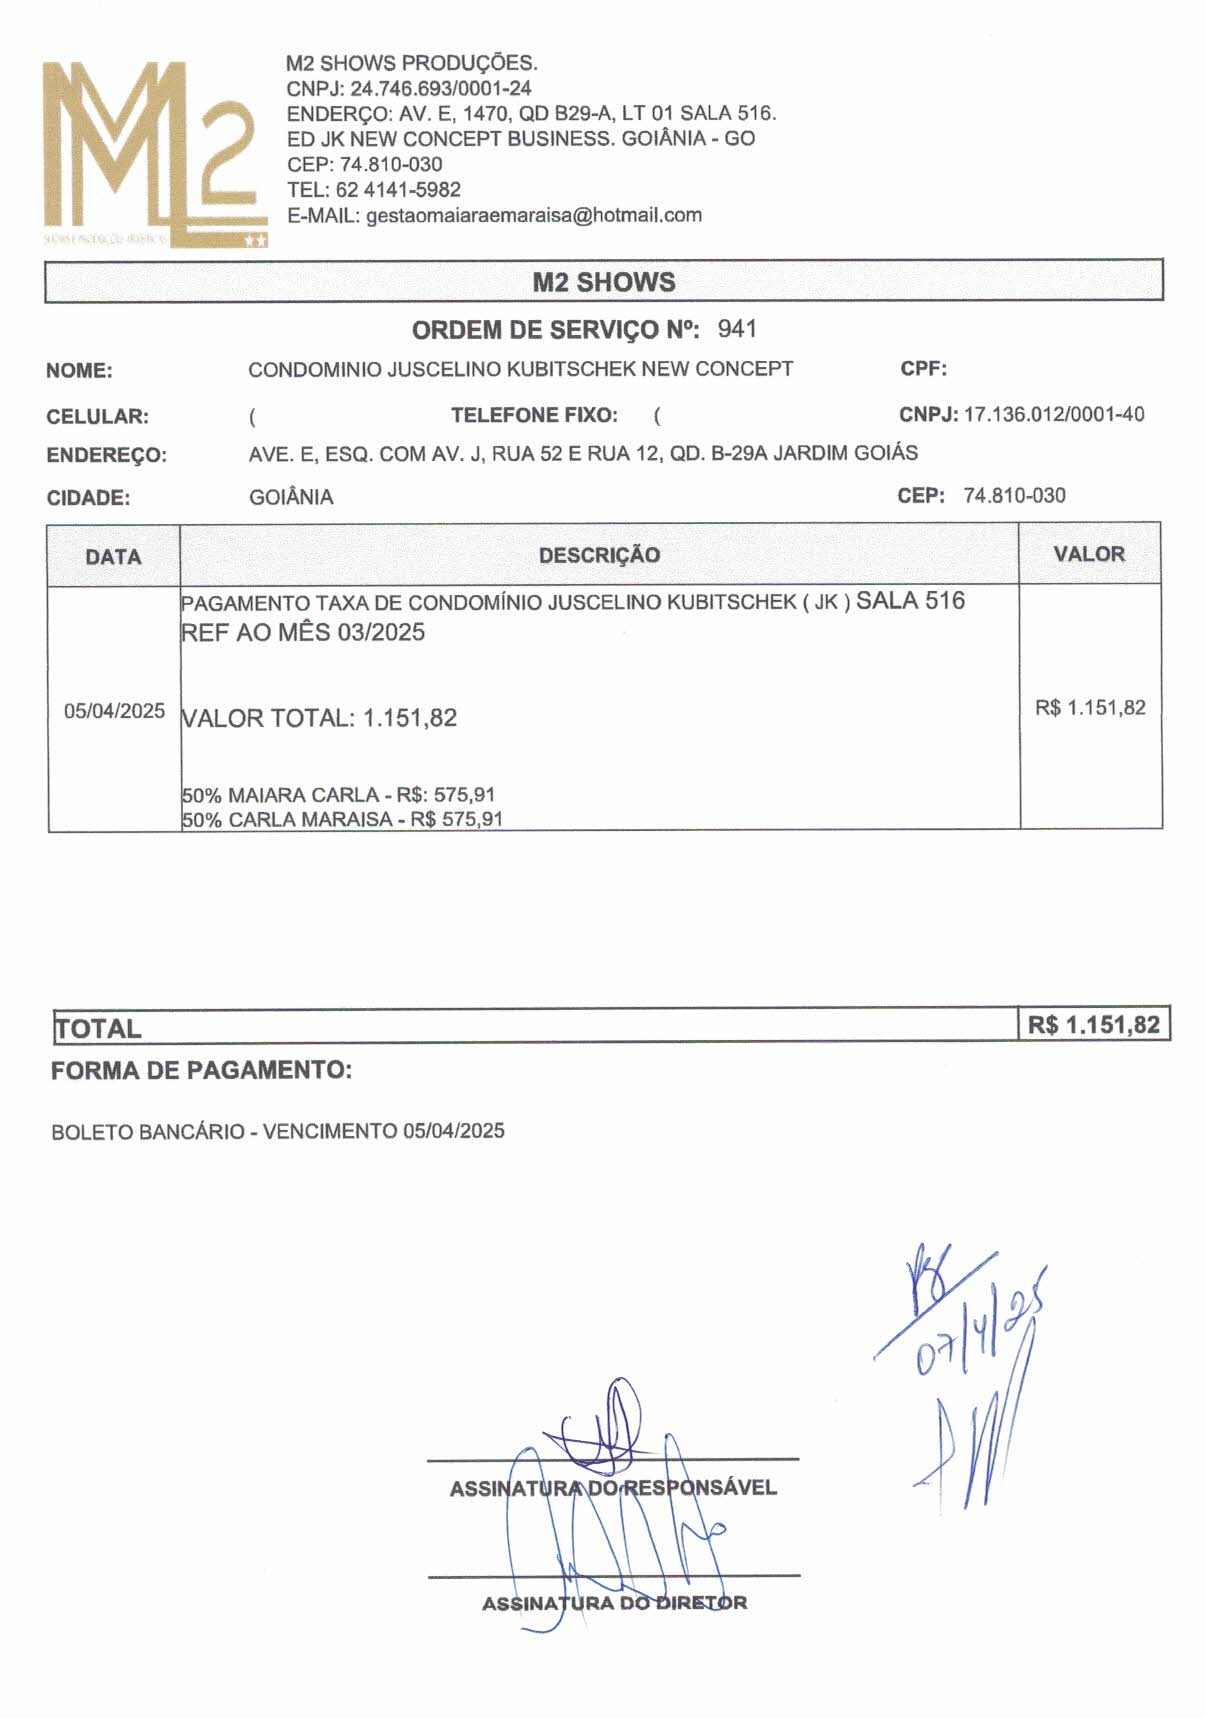 M2 SHOWS PRODUÇÕES.
CNPJ: 24.746.693/0001-24
ENDERÇO: AV. E, 1470, QD B29-A, LT 01 SALA 516.
ED JK NEW CONCEPT BUSINESS. GOIÂNIA - GO
CEP: 74.810-030
TEL: 62 4141-5982
E-MAIL: gestaomaiaraemaraisa@hotmail.com
M2
M2 SHOWS
ORDEM DE SERVIÇO Nº: 941
NOME: CONDOMINIO JUSCELINO KUBITSCHEK NEW CONCEPT CPF:
CELULAR: ( TELEFONE FIXO: ( CNPJ: 17.136.012/0001-40
ENDEREÇO: AVE. E, ESQ. COM AV. J, RUA 52 E RUA 12, QD. B-29A JARDIM GOIÁS
CIDADE: GOIÂNIA CEP: 74.810-030
DATA DESCRIÇÃO VALOR
PAGAMENTO TAXA DE CONDOMÍNIO JUSCELINO KUBITSCHEK ( JK ) SALA 516
REF AO MÊS 03/2025
05/04/2025 VALOR TOTAL: 1.151,82 R$ 1.151,82
50% MAIARA CARLA - R$: 575,91
50% CARLA MARAISA - R$ 575,91
TOTAL R$ 1.151,82
FORMA DE PAGAMENTO:
BOLETO BANCÁRIO - VENCIMENTO 05/04/2025
07/4/25
ASSINATURA DO RESPONSÁVEL
ASSINATURA DO DIRETOR